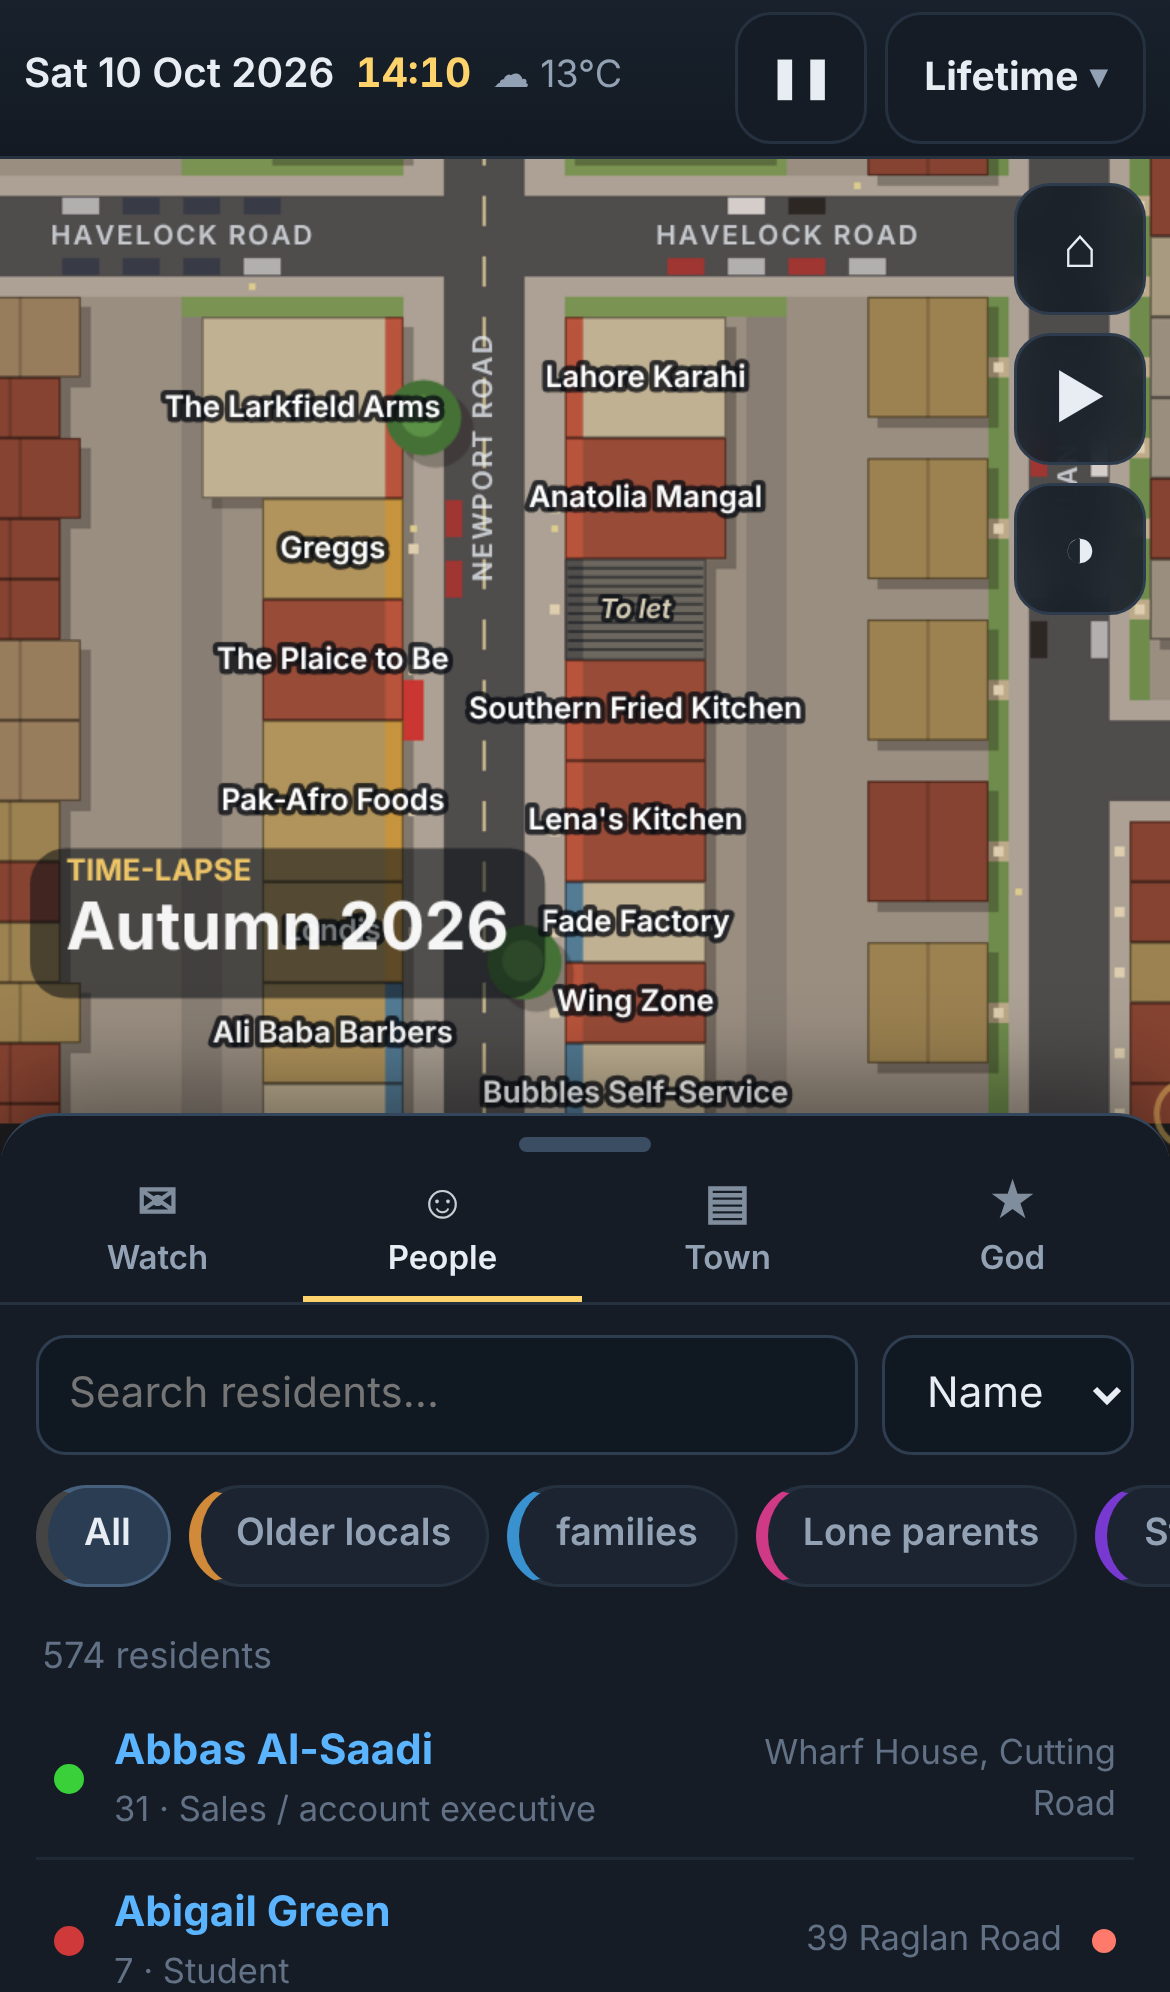 Sat 10 Oct 2026 14:10 13°C
Lifetime
HAVELOCK ROAD
HAVELOCK ROAD
NEWPORT ROAD
The Larkfield Arms
Lahore Karahi
Anatolia Mangal
Greggs
To let
The Plaice to Be
Southern Fried Kitchen
Pak-Afro Foods
Lena's Kitchen
TIME-LAPSE
Autumn 2026
Londis
Fade Factory
Wing Zone
Ali Baba Barbers
Bubbles Self-Service
Watch
People
Town
God
Search residents...
Name
All
Older locals
families
Lone parents
574 residents
Abbas Al-Saadi
31 · Sales / account executive
Wharf House, Cutting
Road
Abigail Green
7 · Student
39 Raglan Road